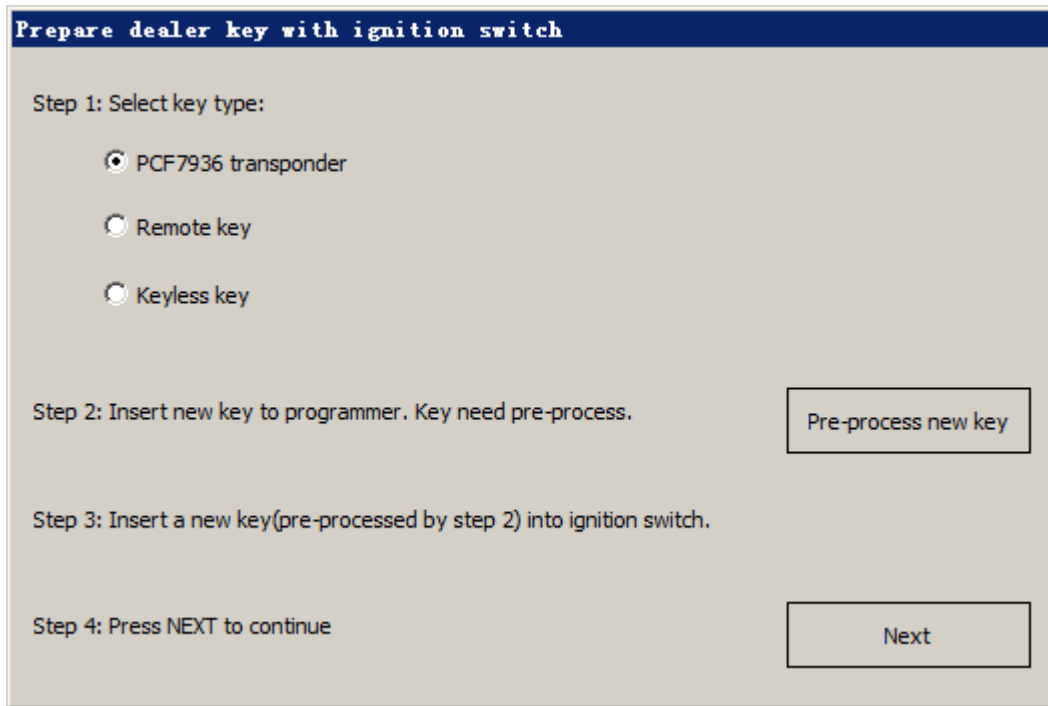 Prepare dealer key with ignition switch
Step 1: Select key type:
PCF7936 transponder
Remote key
Keyless key
Step 2: Insert new key to programmer. Key need pre-process.
Pre-process new key
Step 3: Insert a new key(pre-processed by step 2) into ignition switch.
Step 4: Press NEXT to continue
Next